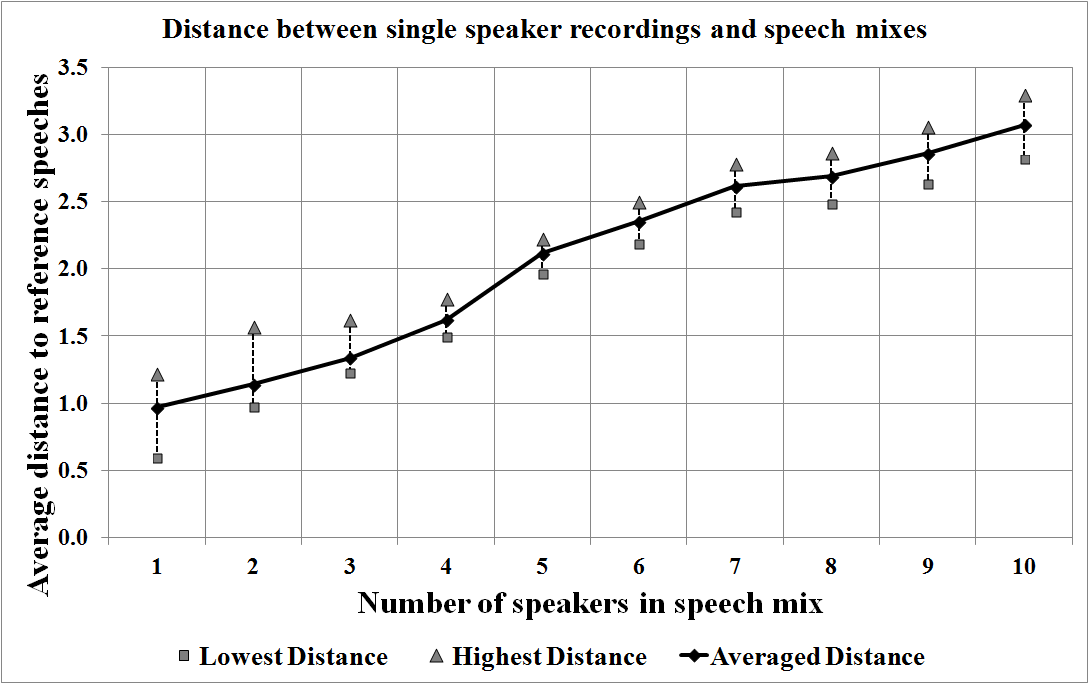 Distance between single speaker recordings and speech mixes
Average distance to reference speeches
3.5
3.0
2.5
2.0
1.5
1.0
0.5
0.0
1 2 3 4 5 6 7 8 9 10
Number of speakers in speech mix
Lowest Distance Highest Distance Averaged Distance